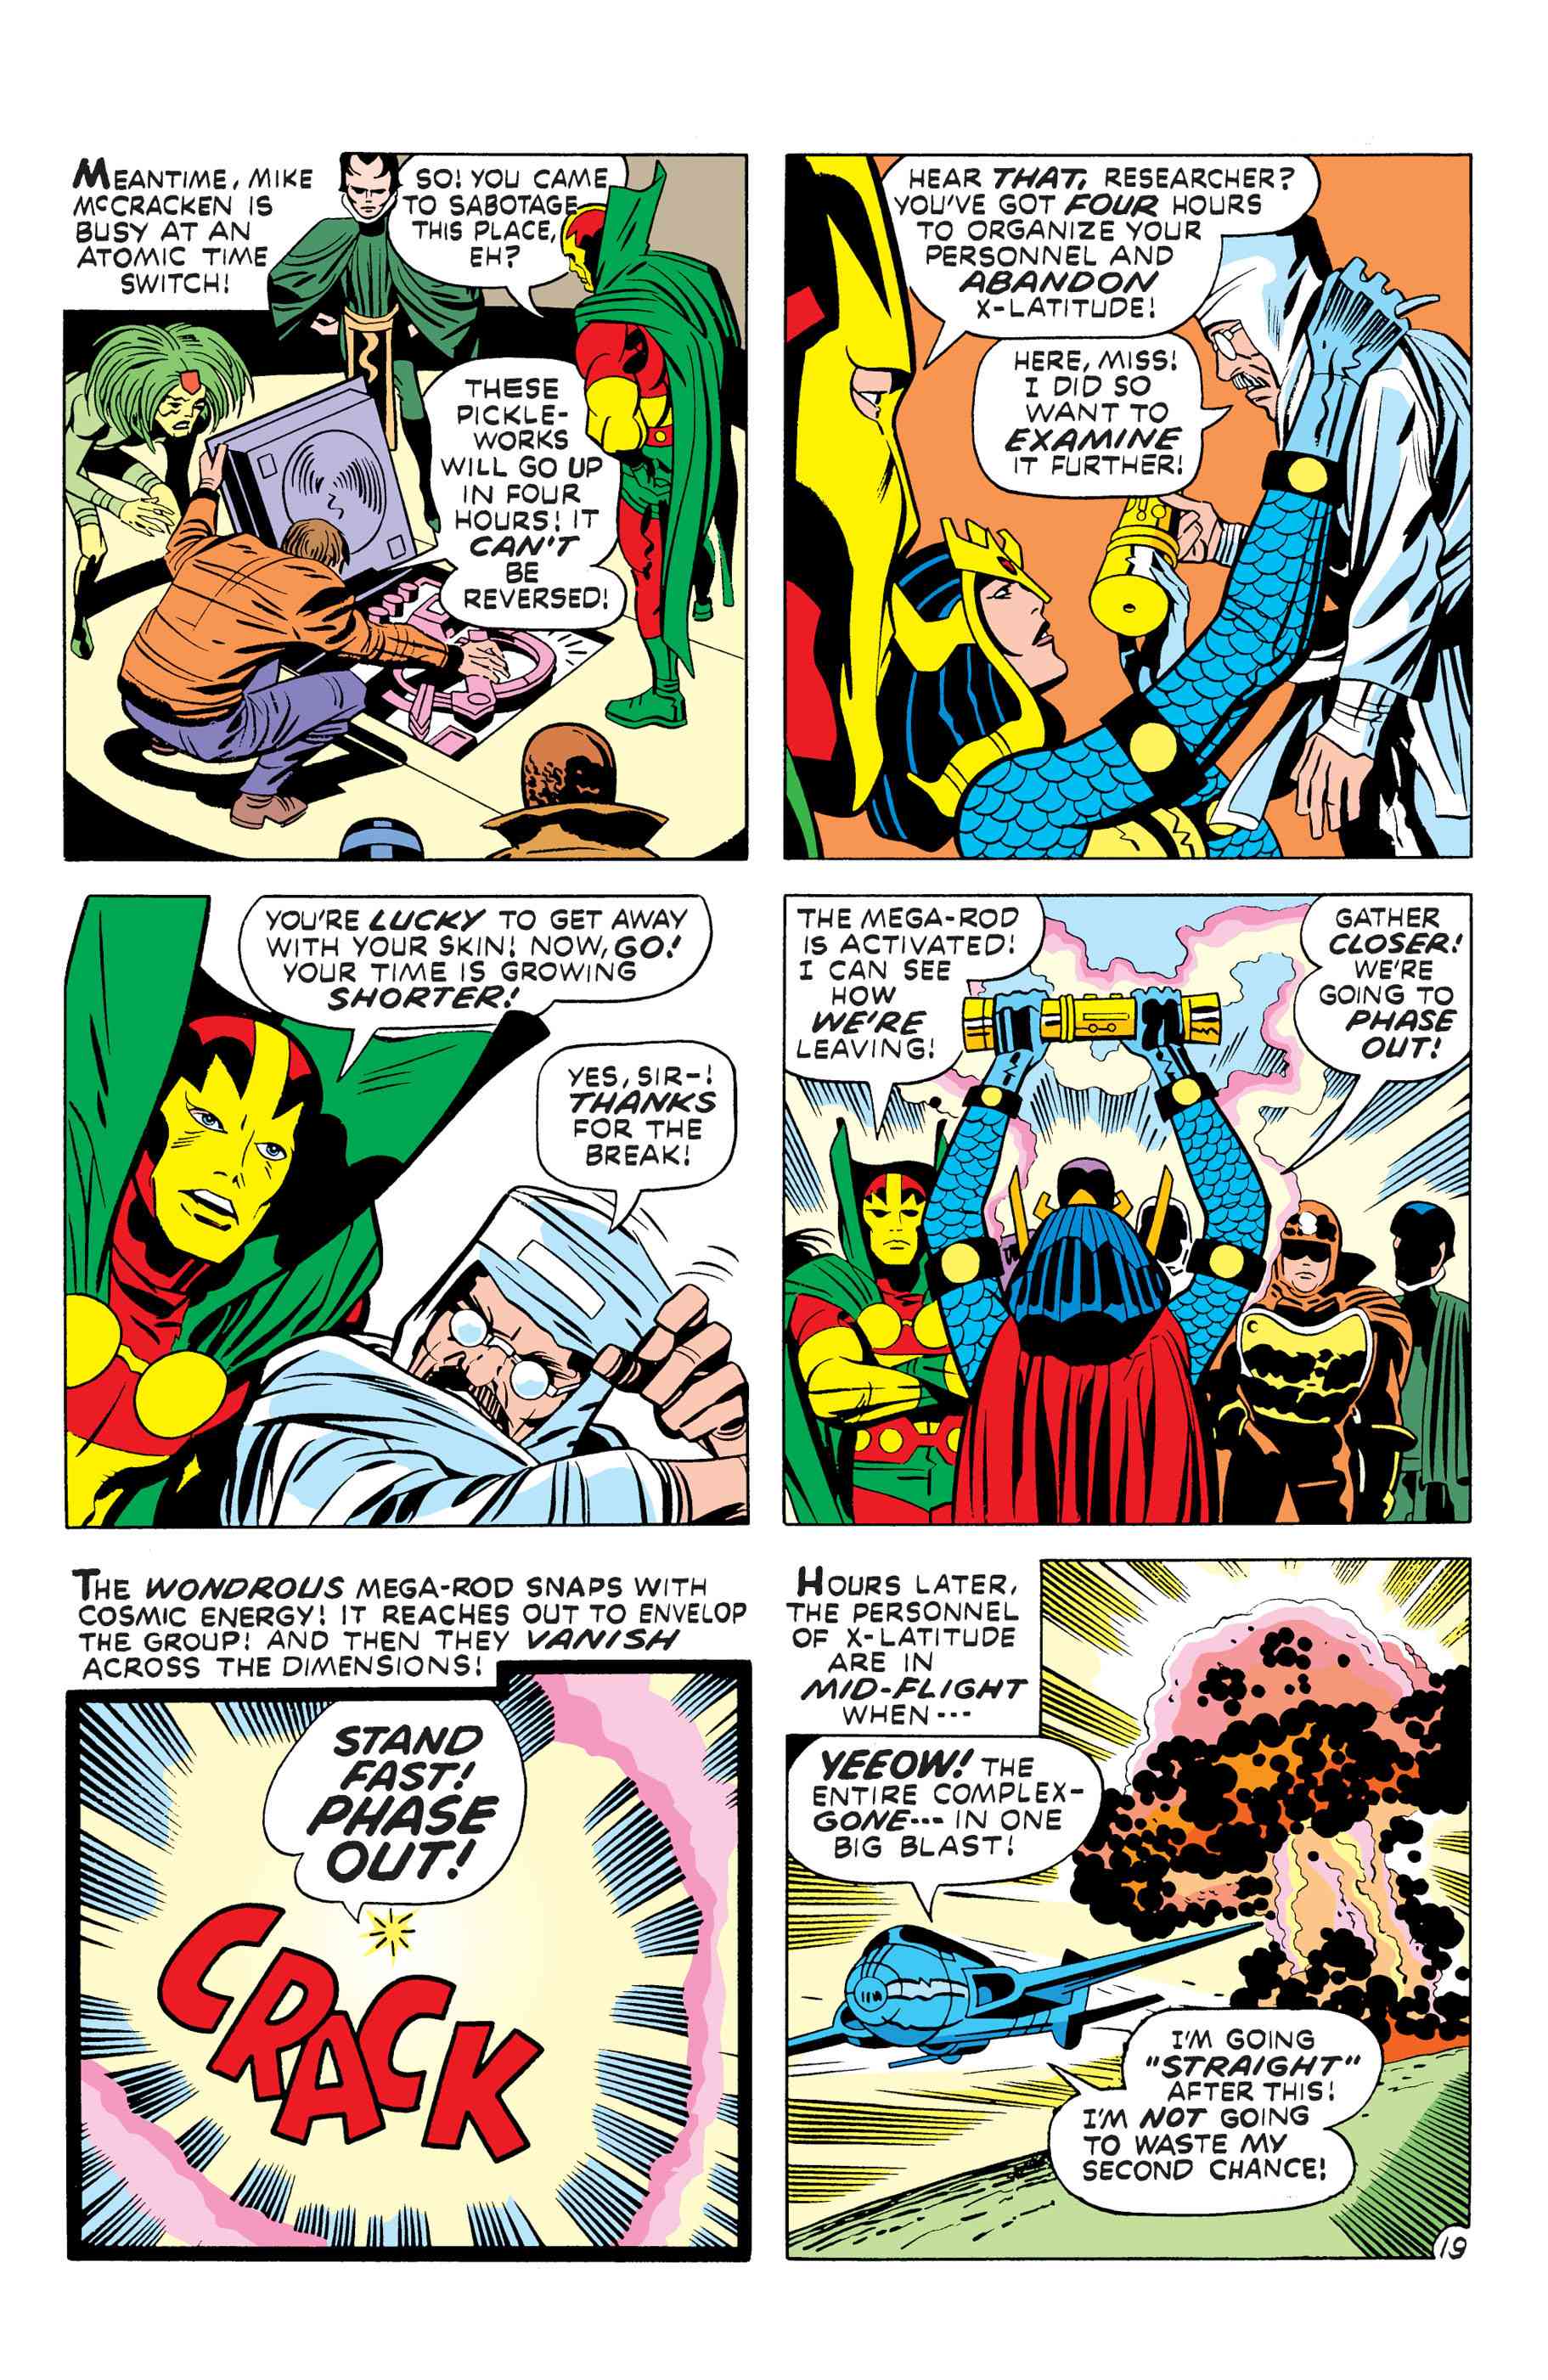 MEANTIME, MIKE
McCRACKEN IS
BUSY AT AN
ATOMIC TIME
SWITCH!
SO! YOU CAME
TO SABOTAGE
THIS PLACE,
EH?
THESE
PICKLE-
WORKS
WILL GO UP
IN FOUR
HOURS! IT
CAN'T
BE
REVERSED!
HEAR THAT, RESEARCHER?
YOU'VE GOT FOUR HOURS
TO ORGANIZE YOUR
PERSONNEL AND
ABANDON
X-LATITUDE!
HERE, MISS!
I DID SO
WANT TO
EXAMINE
IT FURTHER!
YOU'RE LUCKY TO GET AWAY
WITH YOUR SKIN! NOW, GO!
YOUR TIME IS GROWING
SHORTER!
YES, SIR-!
THANKS
FOR THE
BREAK!
THE MEGA-ROD
IS ACTIVATED!
I CAN SEE
HOW
WE'RE
LEAVING!
GATHER
CLOSER!
WE'RE
GOING TO
PHASE
OUT!
THE WONDROUS MEGA-ROD SNAPS WITH
COSMIC ENERGY! IT REACHES OUT TO ENVELOP
THE GROUP! AND THEN THEY VANISH
ACROSS THE DIMENSIONS!
STAND
FAST!
PHASE
OUT!
CRACK
HOURS LATER,
THE PERSONNEL
OF X-LATITUDE
ARE IN
MID-FLIGHT
WHEN---
YEEOW! THE
ENTIRE COMPLEX-
GONE--- IN ONE
BIG BLAST!
I'M GOING
"STRAIGHT"
AFTER THIS!
I'M NOT GOING
TO WASTE MY
SECOND CHANCE!
19